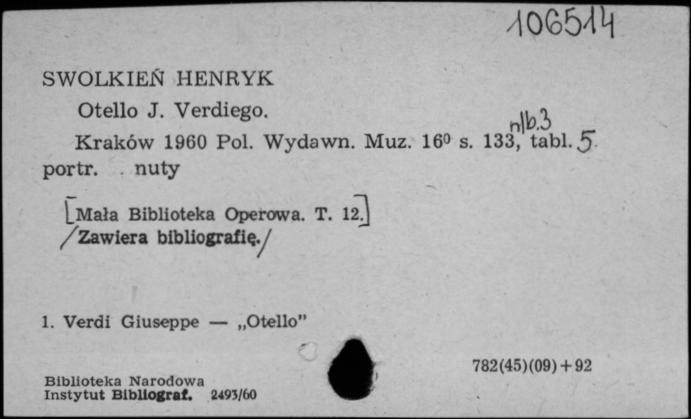 106514
SWOLKIEŃ HENRYK
Otello J. Verdiego.
Kraków 1960 Pol. Wydawn. Muz. 16⁰ s. 133, nlb.3 tabl. 5
portr. nuty
[Mała Biblioteka Operowa. T. 12.]
/Zawiera bibliografię./
1. Verdi Giuseppe — „Otello”
782(45)(09)+92
Biblioteka Narodowa
Instytut Bibliograf. 2493/60